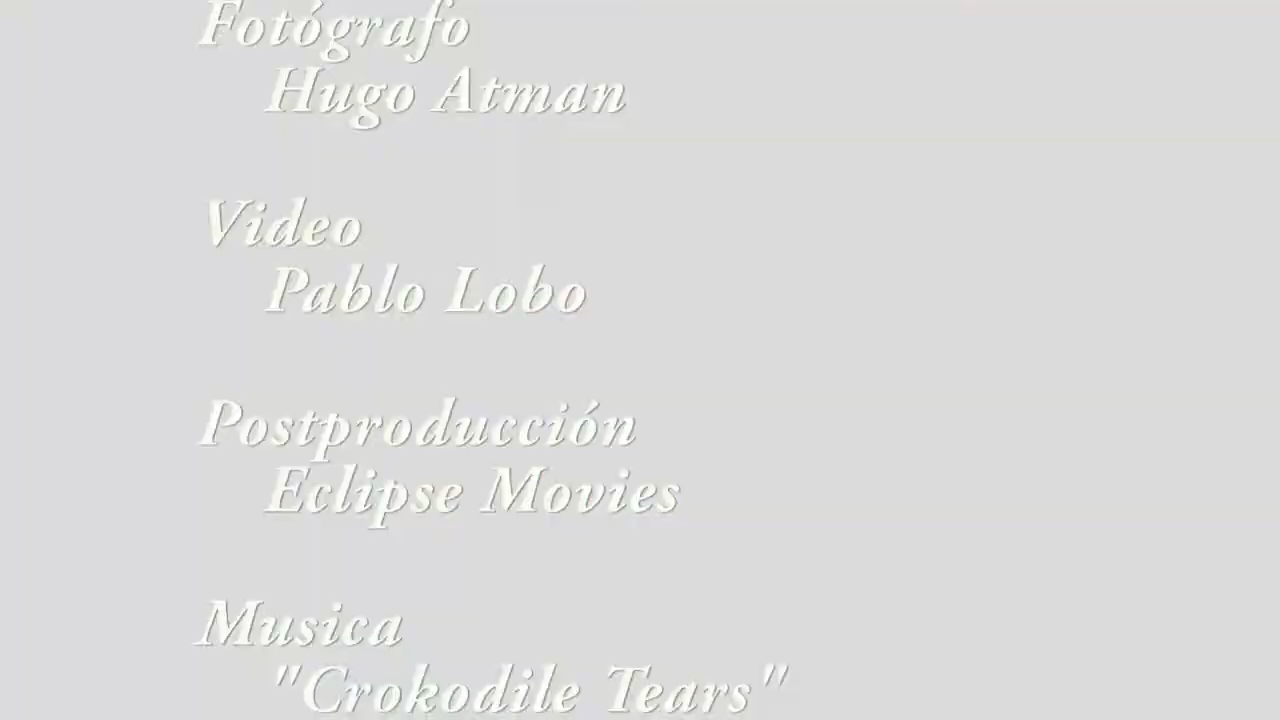 Fotógrafo
Hugo Atman
Video
Pablo Lobo
Postproducción
Eclipse Movies
Musica
"Crokodile Tears"